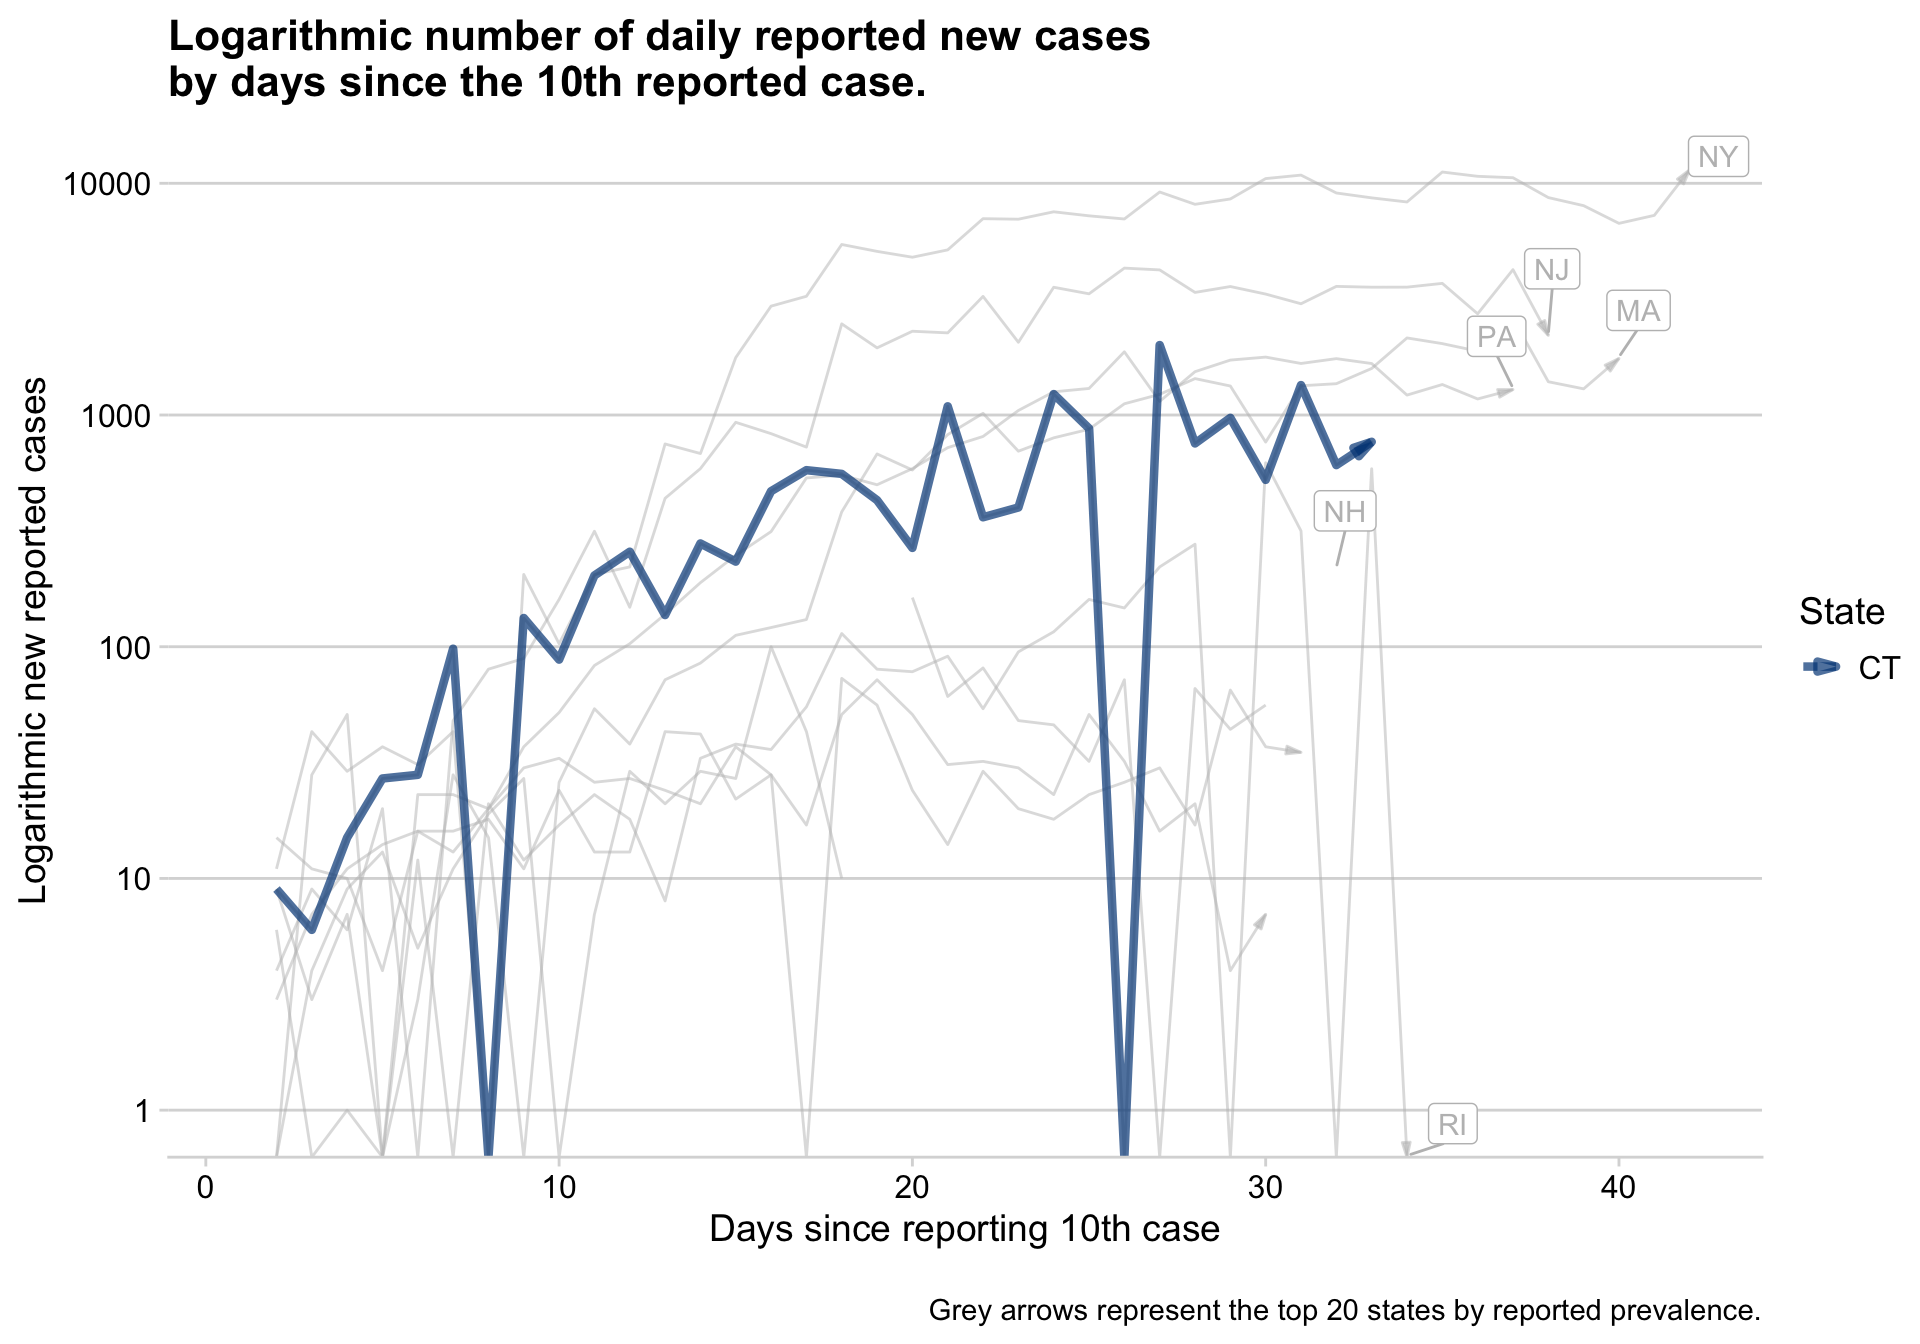 Logarithmic number of daily reported new cases
by days since the 10th reported case.
NY
10000
NJ
MA
PA
1000
NH
100
10
1
RI
Logarithmic new reported cases
State
CT
0 10 20 30 40
Days since reporting 10th case
Grey arrows represent the top 20 states by reported prevalence.